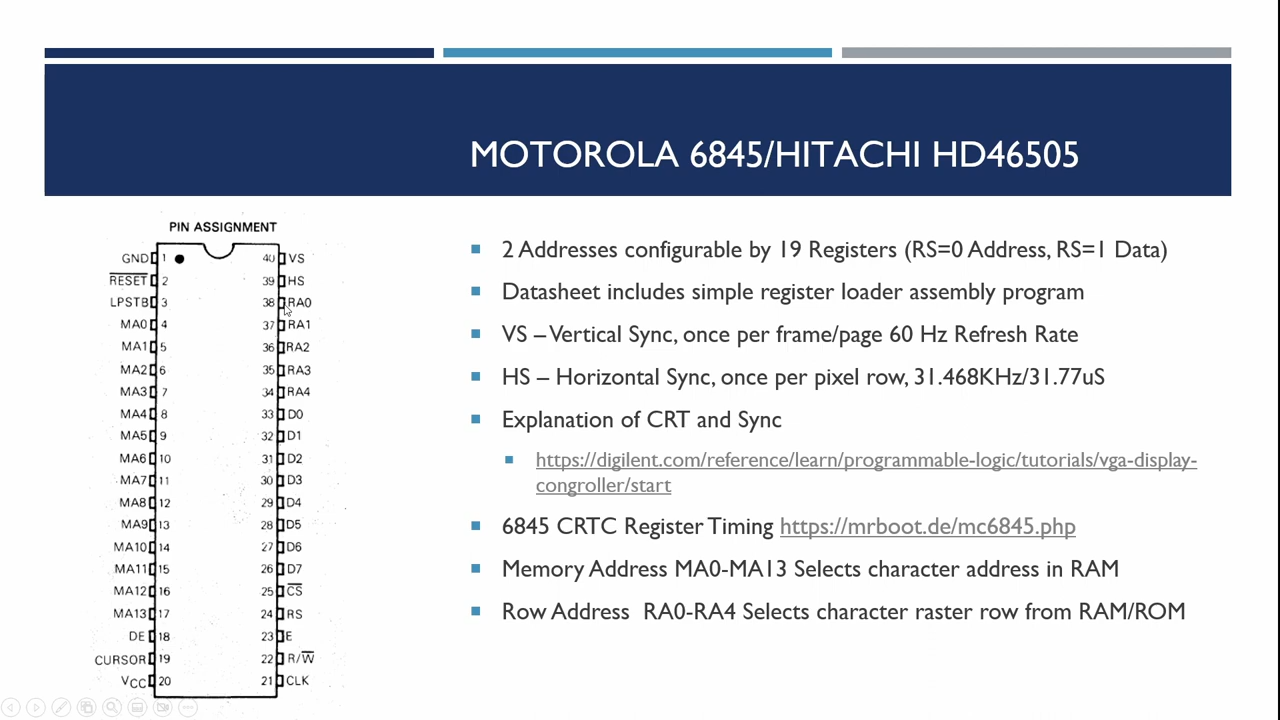 MOTOROLA 6845/HITACHI HD46505
PIN ASSIGNMENT
GND 1 40 VS
RESET 2 39 HS
LPSTB 3 38 RA0
MA0 4 37 RA1
MA1 5 36 RA2
MA2 6 35 RA3
MA3 7 34 RA4
MA4 8 33 D0
MA5 9 32 D1
MA6 10 31 D2
MA7 11 30 D3
MA8 12 29 D4
MA9 13 28 D5
MA10 14 27 D6
MA11 15 26 D7
MA12 16 25 CS
MA13 17 24 RS
DE 18 23 E
CURSOR 19 22 R/W
VCC 20 21 CLK
2 Addresses configurable by 19 Registers (RS=0 Address, RS=1 Data)
Datasheet includes simple register loader assembly program
VS – Vertical Sync, once per frame/page 60 Hz Refresh Rate
HS – Horizontal Sync, once per pixel row, 31.468KHz/31.77uS
Explanation of CRT and Sync
https://digilent.com/reference/learn/programmable-logic/tutorials/vga-display-
congroller/start
6845 CRTC Register Timing https://mrboot.de/mc6845.php
Memory Address MA0-MA13 Selects character address in RAM
Row Address RA0-RA4 Selects character raster row from RAM/ROM